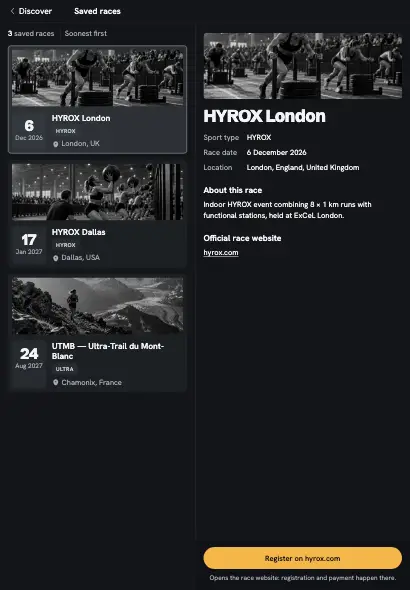 Discover
Saved races
3 saved races
Soonest first
6
Dec 2026
HYROX London
HYROX
London, UK
17
Jan 2027
HYROX Dallas
HYROX
Dallas, USA
24
Aug 2027
UTMB — Ultra-Trail du Mont-
Blanc
ULTRA
Chamonix, France
HYROX London
Sport type HYROX
Race date 6 December 2026
Location London, England, United Kingdom
About this race
Indoor HYROX event combining 8 × 1 km runs with
functional stations, held at ExCeL London.
Official race website
hyrox.com
Register on hyrox.com
Opens the race website: registration and payment happen there.